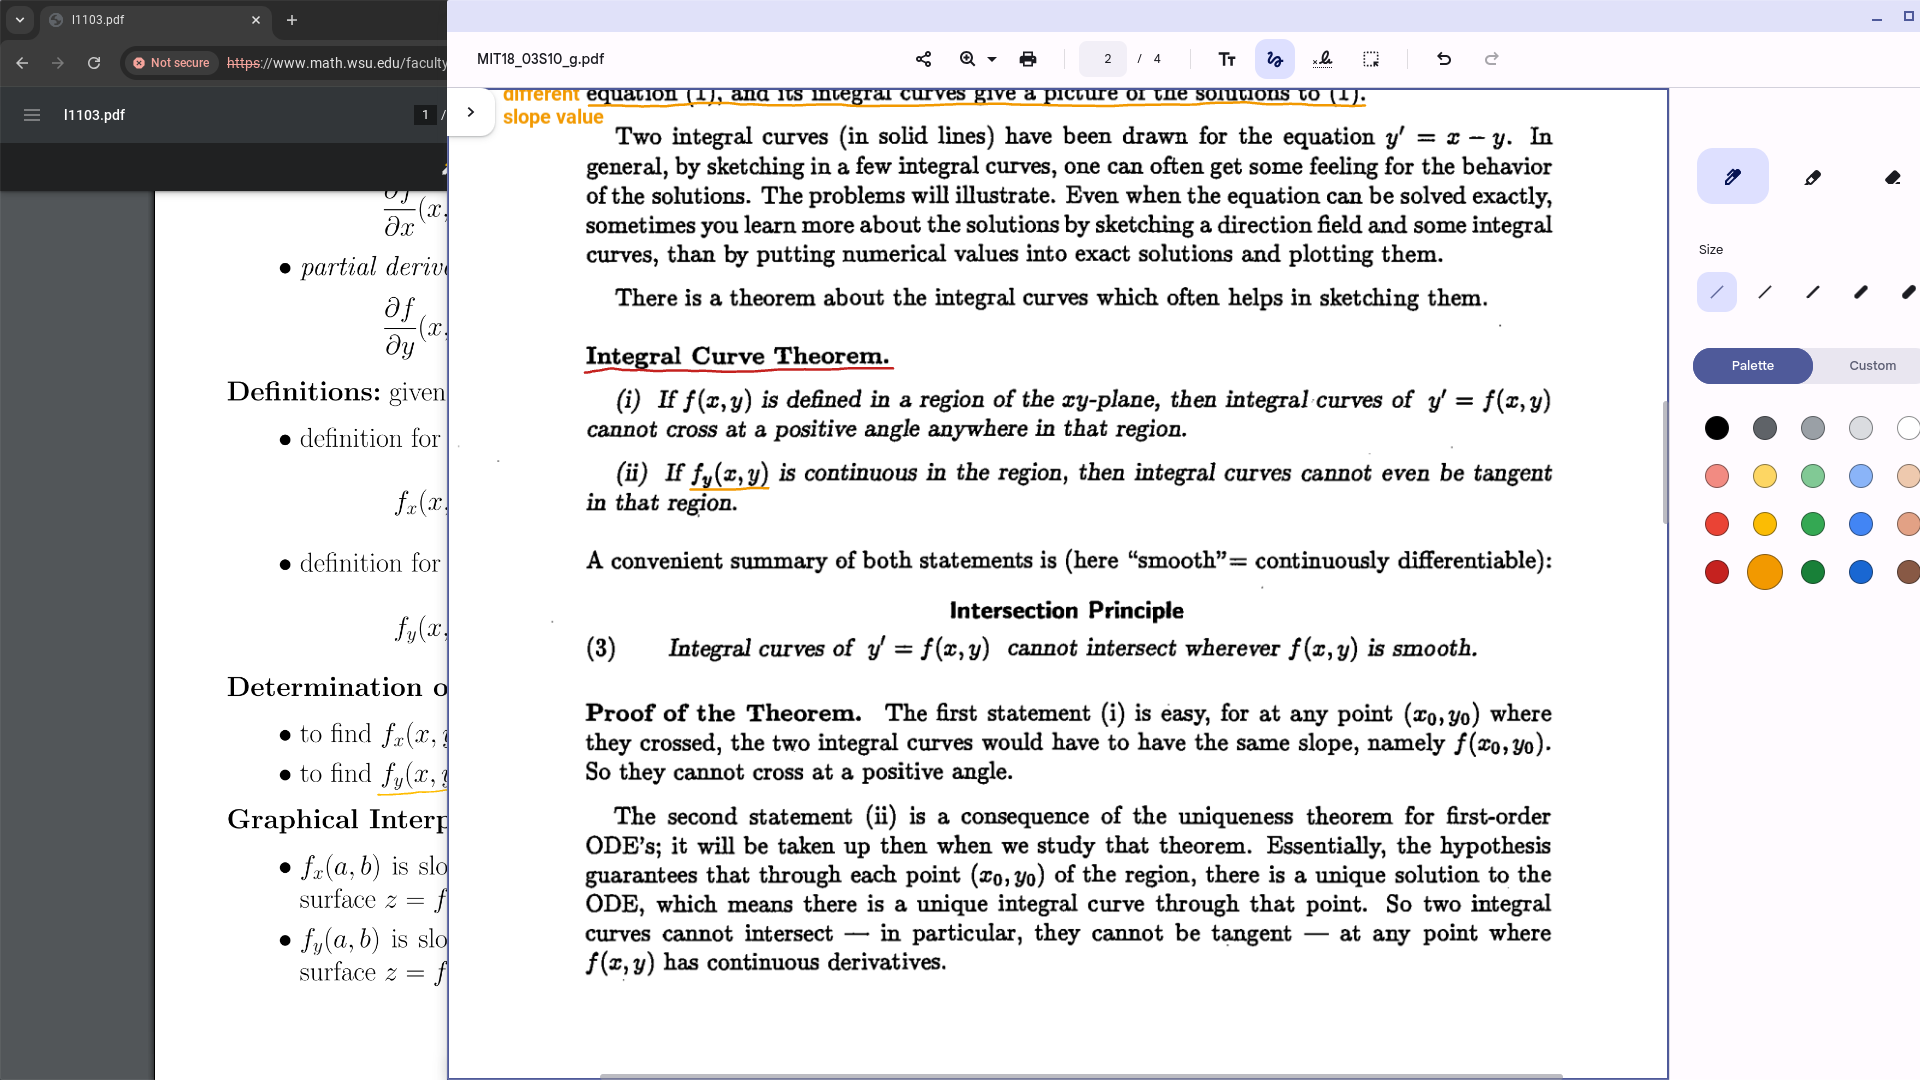 l1103.pdf
Not secure
https://www.math.wsu.edu/faculty
l1103.pdf
1 /
∂f
∂x (x,
• partial deriv
∂f
∂y (x,
Definitions: given
• definition for
fₓ(x,
• definition for
f_y(x,
Determination o
• to find fₓ(x, y
• to find f_y(x, y
Graphical Interp
• fₓ(a, b) is slo
surface z = f
• f_y(a, b) is slo
surface z = f
MIT18_03S10_g.pdf
2 / 4
different
slope value
equation (1), and its integral curves give a picture of the solutions to (1).
Two integral curves (in solid lines) have been drawn for the equation y′ = x − y. In
general, by sketching in a few integral curves, one can often get some feeling for the behavior
of the solutions. The problems will illustrate. Even when the equation can be solved exactly,
sometimes you learn more about the solutions by sketching a direction field and some integral
curves, than by putting numerical values into exact solutions and plotting them.
There is a theorem about the integral curves which often helps in sketching them.
Integral Curve Theorem.
(i) If f(x, y) is defined in a region of the xy-plane, then integral curves of y′ = f(x, y)
cannot cross at a positive angle anywhere in that region.
(ii) If f_y(x, y) is continuous in the region, then integral curves cannot even be tangent
in that region.
A convenient summary of both statements is (here “smooth”= continuously differentiable):
Intersection Principle
(3) Integral curves of y′ = f(x, y) cannot intersect wherever f(x, y) is smooth.
Proof of the Theorem. The first statement (i) is easy, for at any point (x₀, y₀) where
they crossed, the two integral curves would have to have the same slope, namely f(x₀, y₀).
So they cannot cross at a positive angle.
The second statement (ii) is a consequence of the uniqueness theorem for first-order
ODE's; it will be taken up then when we study that theorem. Essentially, the hypothesis
guarantees that through each point (x₀, y₀) of the region, there is a unique solution to the
ODE, which means there is a unique integral curve through that point. So two integral
curves cannot intersect — in particular, they cannot be tangent — at any point where
f(x, y) has continuous derivatives.
Size
Palette
Custom